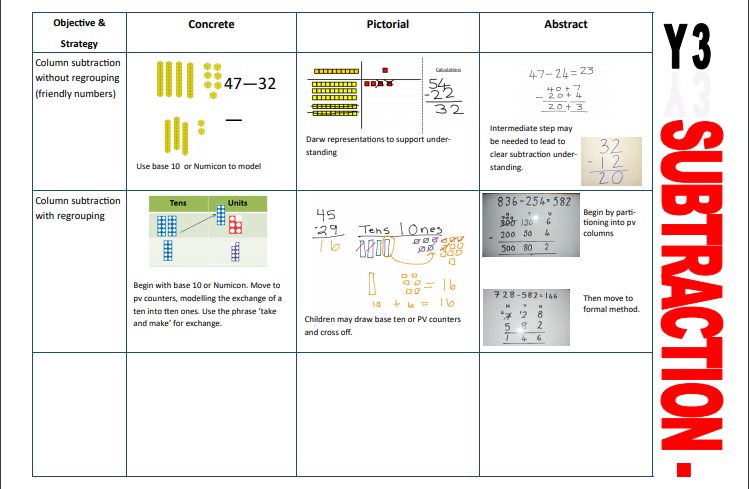 Objective &
Strategy
Concrete
Pictorial
Abstract
Column subtraction
without regrouping
(friendly numbers)
47—32
—
Use base 10 or Numicon to model
Calculations
54
-22
32
Darw representations to support under-
standing
47-24=23
40+7
- 20+4
20+3
Intermediate step may
be needed to lead to
clear subtraction under-
standing.
32
- 12
20
Column subtraction
with regrouping
Tens Units
Begin with base 10 or Numicon. Move to
pv counters, modelling the exchange of a
ten into tten ones. Use the phrase ‘take
and make’ for exchange.
45
-29
16
Tens Ones
= 16
10 + 6 = 16
Children may draw base ten or PV counters
and cross off.
836-254=582
H T U
800 130 6
- 200 50 4
500 80 2
Begin by parti-
tioning into pv
columns
728-582=146
H T U
7 12 8
5 8 2
1 4 6
Then move to
formal method.
Y3
SUBTRACTION -